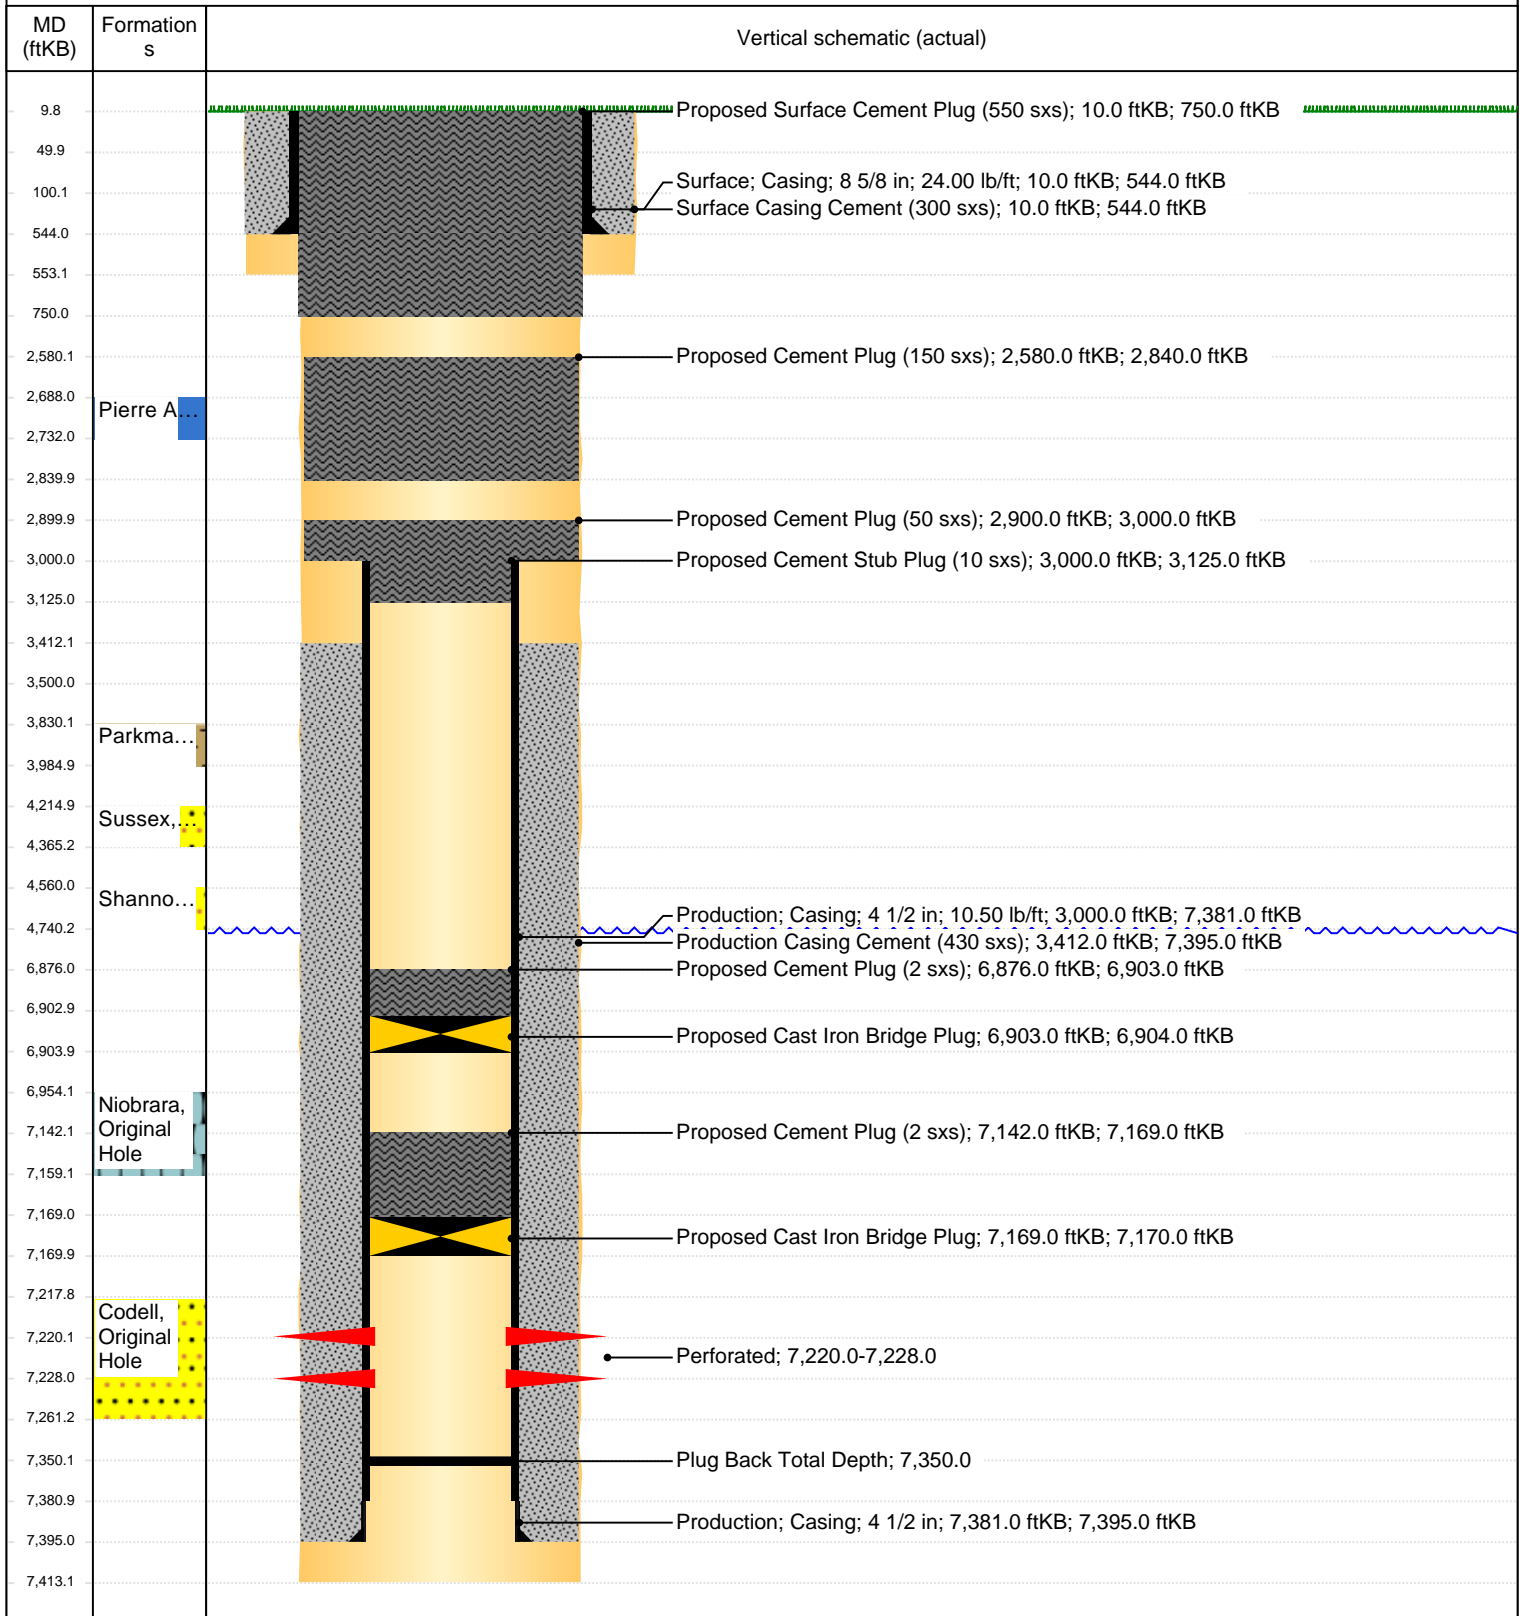 MD
(ftKB)
Formation
s
Vertical schematic (actual)
9.8
Proposed Surface Cement Plug (550 sxs); 10.0 ftKB; 750.0 ftKB
49.9
Surface; Casing; 8 5/8 in; 24.00 lb/ft; 10.0 ftKB; 544.0 ftKB
100.1
Surface Casing Cement (300 sxs); 10.0 ftKB; 544.0 ftKB
544.0
553.1
750.0
2,580.1
Proposed Cement Plug (150 sxs); 2,580.0 ftKB; 2,840.0 ftKB
2,688.0
Pierre A...
2,732.0
2,839.9
2,899.9
Proposed Cement Plug (50 sxs); 2,900.0 ftKB; 3,000.0 ftKB
3,000.0
Proposed Cement Stub Plug (10 sxs); 3,000.0 ftKB; 3,125.0 ftKB
3,125.0
3,412.1
3,500.0
3,830.1
Parkma...
3,984.9
4,214.9
Sussex,...
4,365.2
4,560.0
Shanno...
Production; Casing; 4 1/2 in; 10.50 lb/ft; 3,000.0 ftKB; 7,381.0 ftKB
4,740.2
Production Casing Cement (430 sxs); 3,412.0 ftKB; 7,395.0 ftKB
6,876.0
Proposed Cement Plug (2 sxs); 6,876.0 ftKB; 6,903.0 ftKB
6,902.9
Proposed Cast Iron Bridge Plug; 6,903.0 ftKB; 6,904.0 ftKB
6,903.9
6,954.1
Niobrara,
Original
Hole
7,142.1
Proposed Cement Plug (2 sxs); 7,142.0 ftKB; 7,169.0 ftKB
7,159.1
7,169.0
Proposed Cast Iron Bridge Plug; 7,169.0 ftKB; 7,170.0 ftKB
7,169.9
7,217.8
Codell,
Original
Hole
7,220.1
Perforated; 7,220.0-7,228.0
7,228.0
7,261.2
7,350.1
Plug Back Total Depth; 7,350.0
7,380.9
Production; Casing; 4 1/2 in; 7,381.0 ftKB; 7,395.0 ftKB
7,395.0
7,413.1